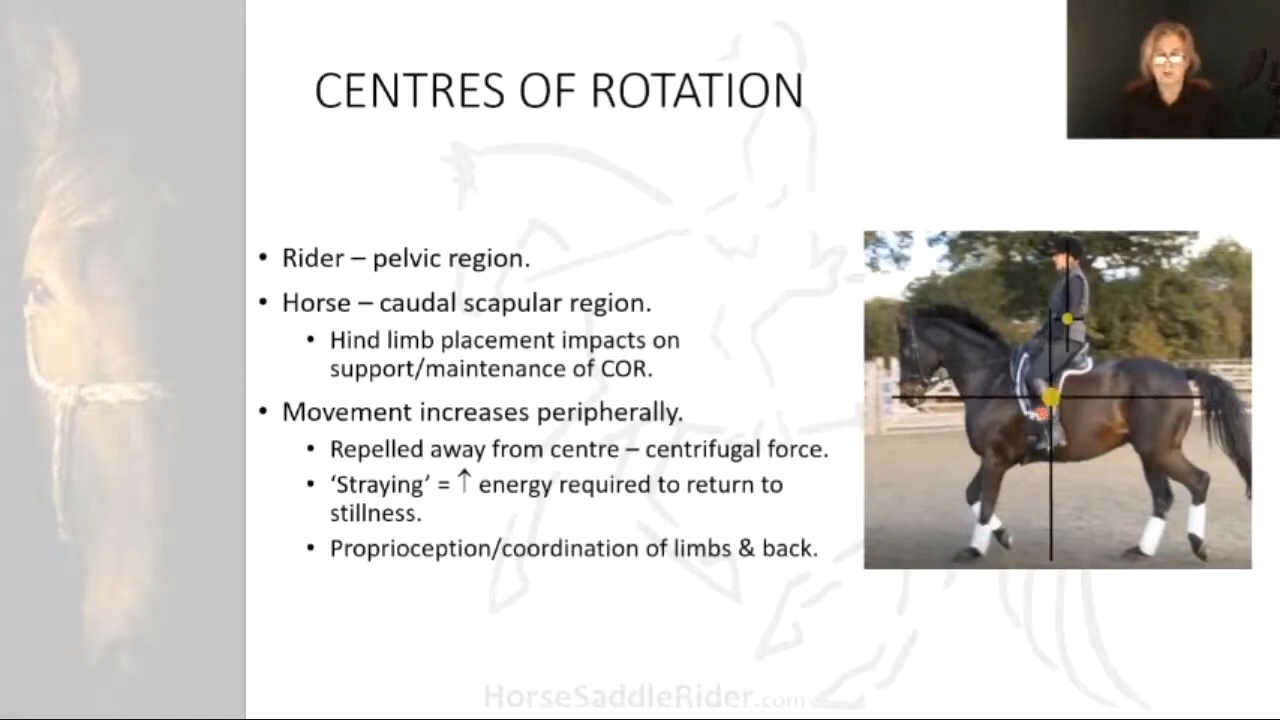 CENTRES OF ROTATION
• Rider – pelvic region.
• Horse – caudal scapular region.
• Hind limb placement impacts on
support/maintenance of COR.
• Movement increases peripherally.
• Repelled away from centre – centrifugal force.
• ‘Straying’ = ↑ energy required to return to
stillness.
• Proprioception/coordination of limbs & back.
HorseSaddleRider.com